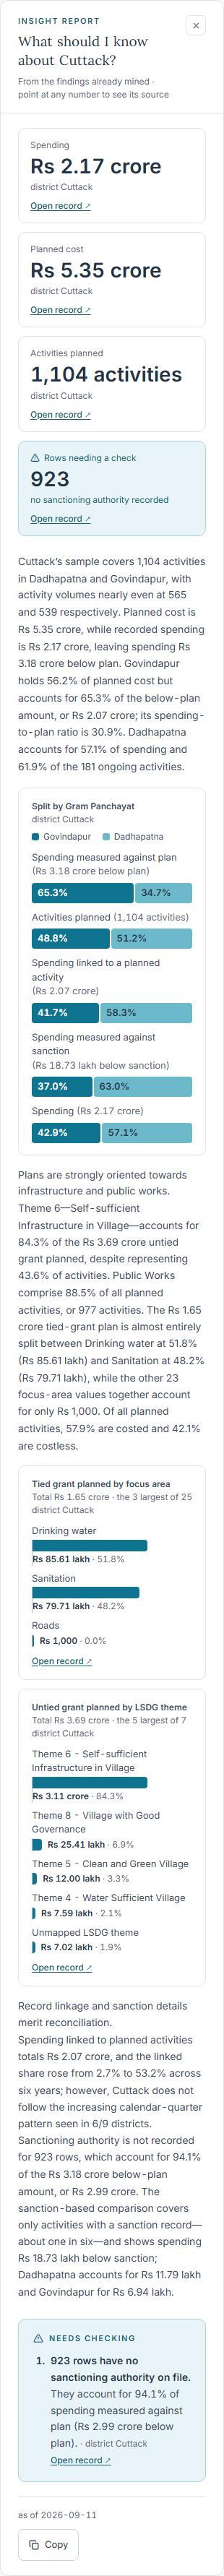 INSIGHT REPORT
What should I know
about Cuttack?
From the findings already mined ·
point at any number to see its source
×
Spending
Rs 2.17 crore
district Cuttack
Open record ↗
Planned cost
Rs 5.35 crore
district Cuttack
Open record ↗
Activities planned
1,104 activities
district Cuttack
Open record ↗
Rows needing a check
923
no sanctioning authority recorded
Open record ↗
Cuttack's sample covers 1,104 activities
in Dadhapatna and Govindapur, with
activity volumes nearly even at 565
and 539 respectively. Planned cost is
Rs 5.35 crore, while recorded spending
is Rs 2.17 crore, leaving spending Rs
3.18 crore below plan. Govindapur
holds 56.2% of planned cost but
accounts for 65.3% of the below-plan
amount, or Rs 2.07 crore; its spending-
to-plan ratio is 30.9%. Dadhapatna
accounts for 57.1% of spending and
61.9% of the 181 ongoing activities.
Split by Gram Panchayat
district Cuttack
Govindapur Dadhapatna
Spending measured against plan
(Rs 3.18 crore below plan)
65.3% 34.7%
Activities planned (1,104 activities)
48.8% 51.2%
Spending linked to a planned
activity
(Rs 2.07 crore)
41.7% 58.3%
Spending measured against
sanction
(Rs 18.73 lakh below sanction)
37.0% 63.0%
Spending (Rs 2.17 crore)
42.9% 57.1%
Plans are strongly oriented towards
infrastructure and public works.
Theme 6—Self-sufficient
Infrastructure in Village—accounts for
84.3% of the Rs 3.69 crore untied
grant planned, despite representing
43.6% of activities. Public Works
comprise 88.5% of all planned
activities, or 977 activities. The Rs 1.65
crore tied-grant plan is almost entirely
split between Drinking water at 51.8%
(Rs 85.61 lakh) and Sanitation at 48.2%
(Rs 79.71 lakh), while the other 23
focus-area values together account
for only Rs 1,000. Of all planned
activities, 57.9% are costed and 42.1%
are costless.
Tied grant planned by focus area
Total Rs 1.65 crore · the 3 largest of 25
district Cuttack
Drinking water
Rs 85.61 lakh · 51.8%
Sanitation
Rs 79.71 lakh · 48.2%
Roads
Rs 1,000 · 0.0%
Open record ↗
Untied grant planned by LSDG theme
Total Rs 3.69 crore · the 5 largest of 7
district Cuttack
Theme 6 - Self-sufficient
Infrastructure in Village
Rs 3.11 crore · 84.3%
Theme 8 - Village with Good
Governance
Rs 25.41 lakh · 6.9%
Theme 5 - Clean and Green Village
Rs 12.00 lakh · 3.3%
Theme 4 - Water Sufficient Village
Rs 7.59 lakh · 2.1%
Unmapped LSDG theme
Rs 7.02 lakh · 1.9%
Open record ↗
Record linkage and sanction details
merit reconciliation.
Spending linked to planned activities
totals Rs 2.07 crore, and the linked
share rose from 2.7% to 53.2% across
six years; however, Cuttack does not
follow the increasing calendar-quarter
pattern seen in 6/9 districts.
Sanctioning authority is not recorded
for 923 rows, which account for 94.1%
of the Rs 3.18 crore below-plan
amount, or Rs 2.99 crore. The
sanction-based comparison covers
only activities with a sanction record—
about one in six—and shows spending
Rs 18.73 lakh below sanction;
Dadhapatna accounts for Rs 11.79 lakh
and Govindapur for Rs 6.94 lakh.
NEEDS CHECKING
1. 923 rows have no
sanctioning authority on file.
They account for 94.1% of
spending measured against
plan (Rs 2.99 crore below
plan). · district Cuttack
Open record ↗
as of 2026-09-11
Copy